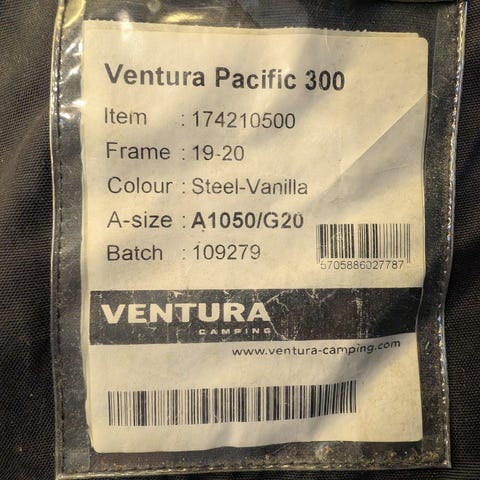 Ventura Pacific 300
Item : 174210500
Frame : 19-20
Colour : Steel-Vanilla
A-size : A1050/G20
Batch : 109279
5705886027787
VENTURA
CAMPING
www.ventura-camping.com